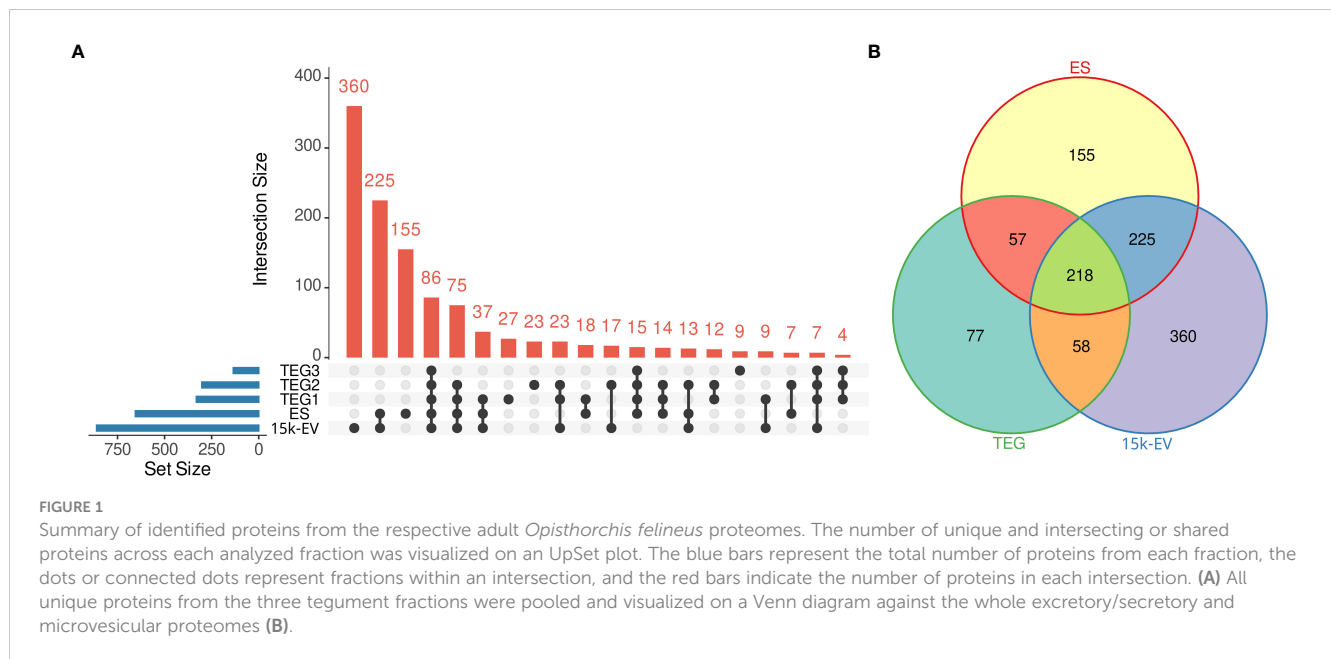 A
B
Intersection Size
400
300
200
100
0
360
225
155
86
75
37
27
23
23
18
17
15
14
13
12
9
9
7
7
4
TEG3
TEG2
TEG1
ES
15k-EV
750 500 250 0
Set Size
ES
155
57
225
218
77
58
360
TEG
15k-EV
FIGURE 1
Summary of identified proteins from the respective adult Opisthorchis felineus proteomes. The number of unique and intersecting or shared
proteins across each analyzed fraction was visualized on an UpSet plot. The blue bars represent the total number of proteins from each fraction, the
dots or connected dots represent fractions within an intersection, and the red bars indicate the number of proteins in each intersection. (A) All
unique proteins from the three tegument fractions were pooled and visualized on a Venn diagram against the whole excretory/secretory and
microvesicular proteomes (B).